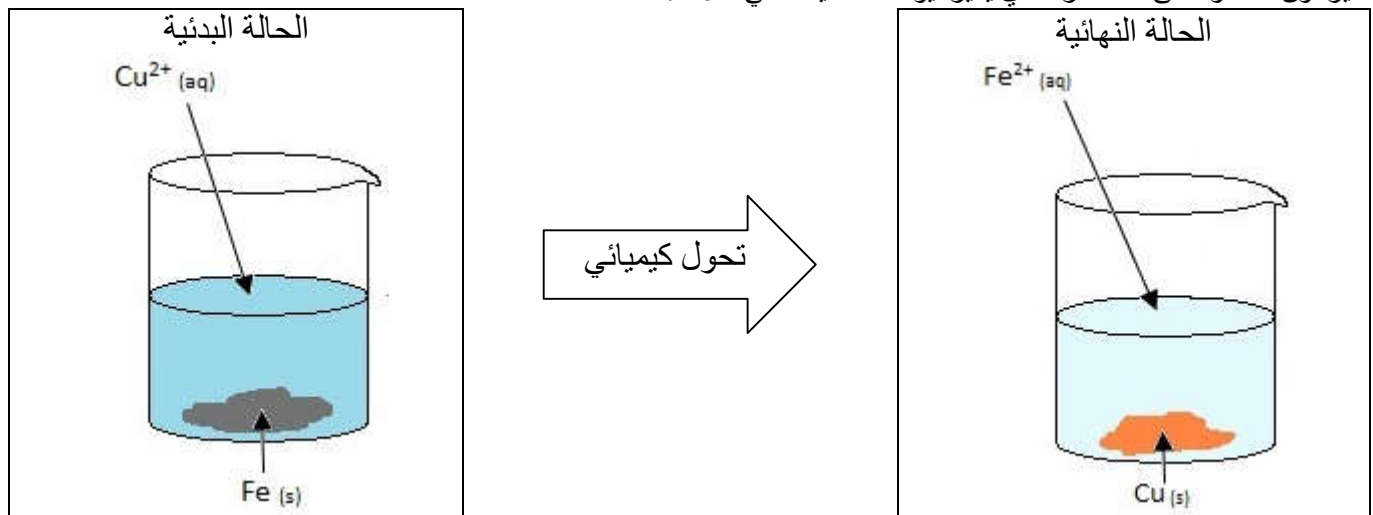 الحالة البدئية
Cu²⁺ (aq)
Fe (s)
تحول كيميائي
الحالة النهائية
Fe²⁺ (aq)
Cu (s)